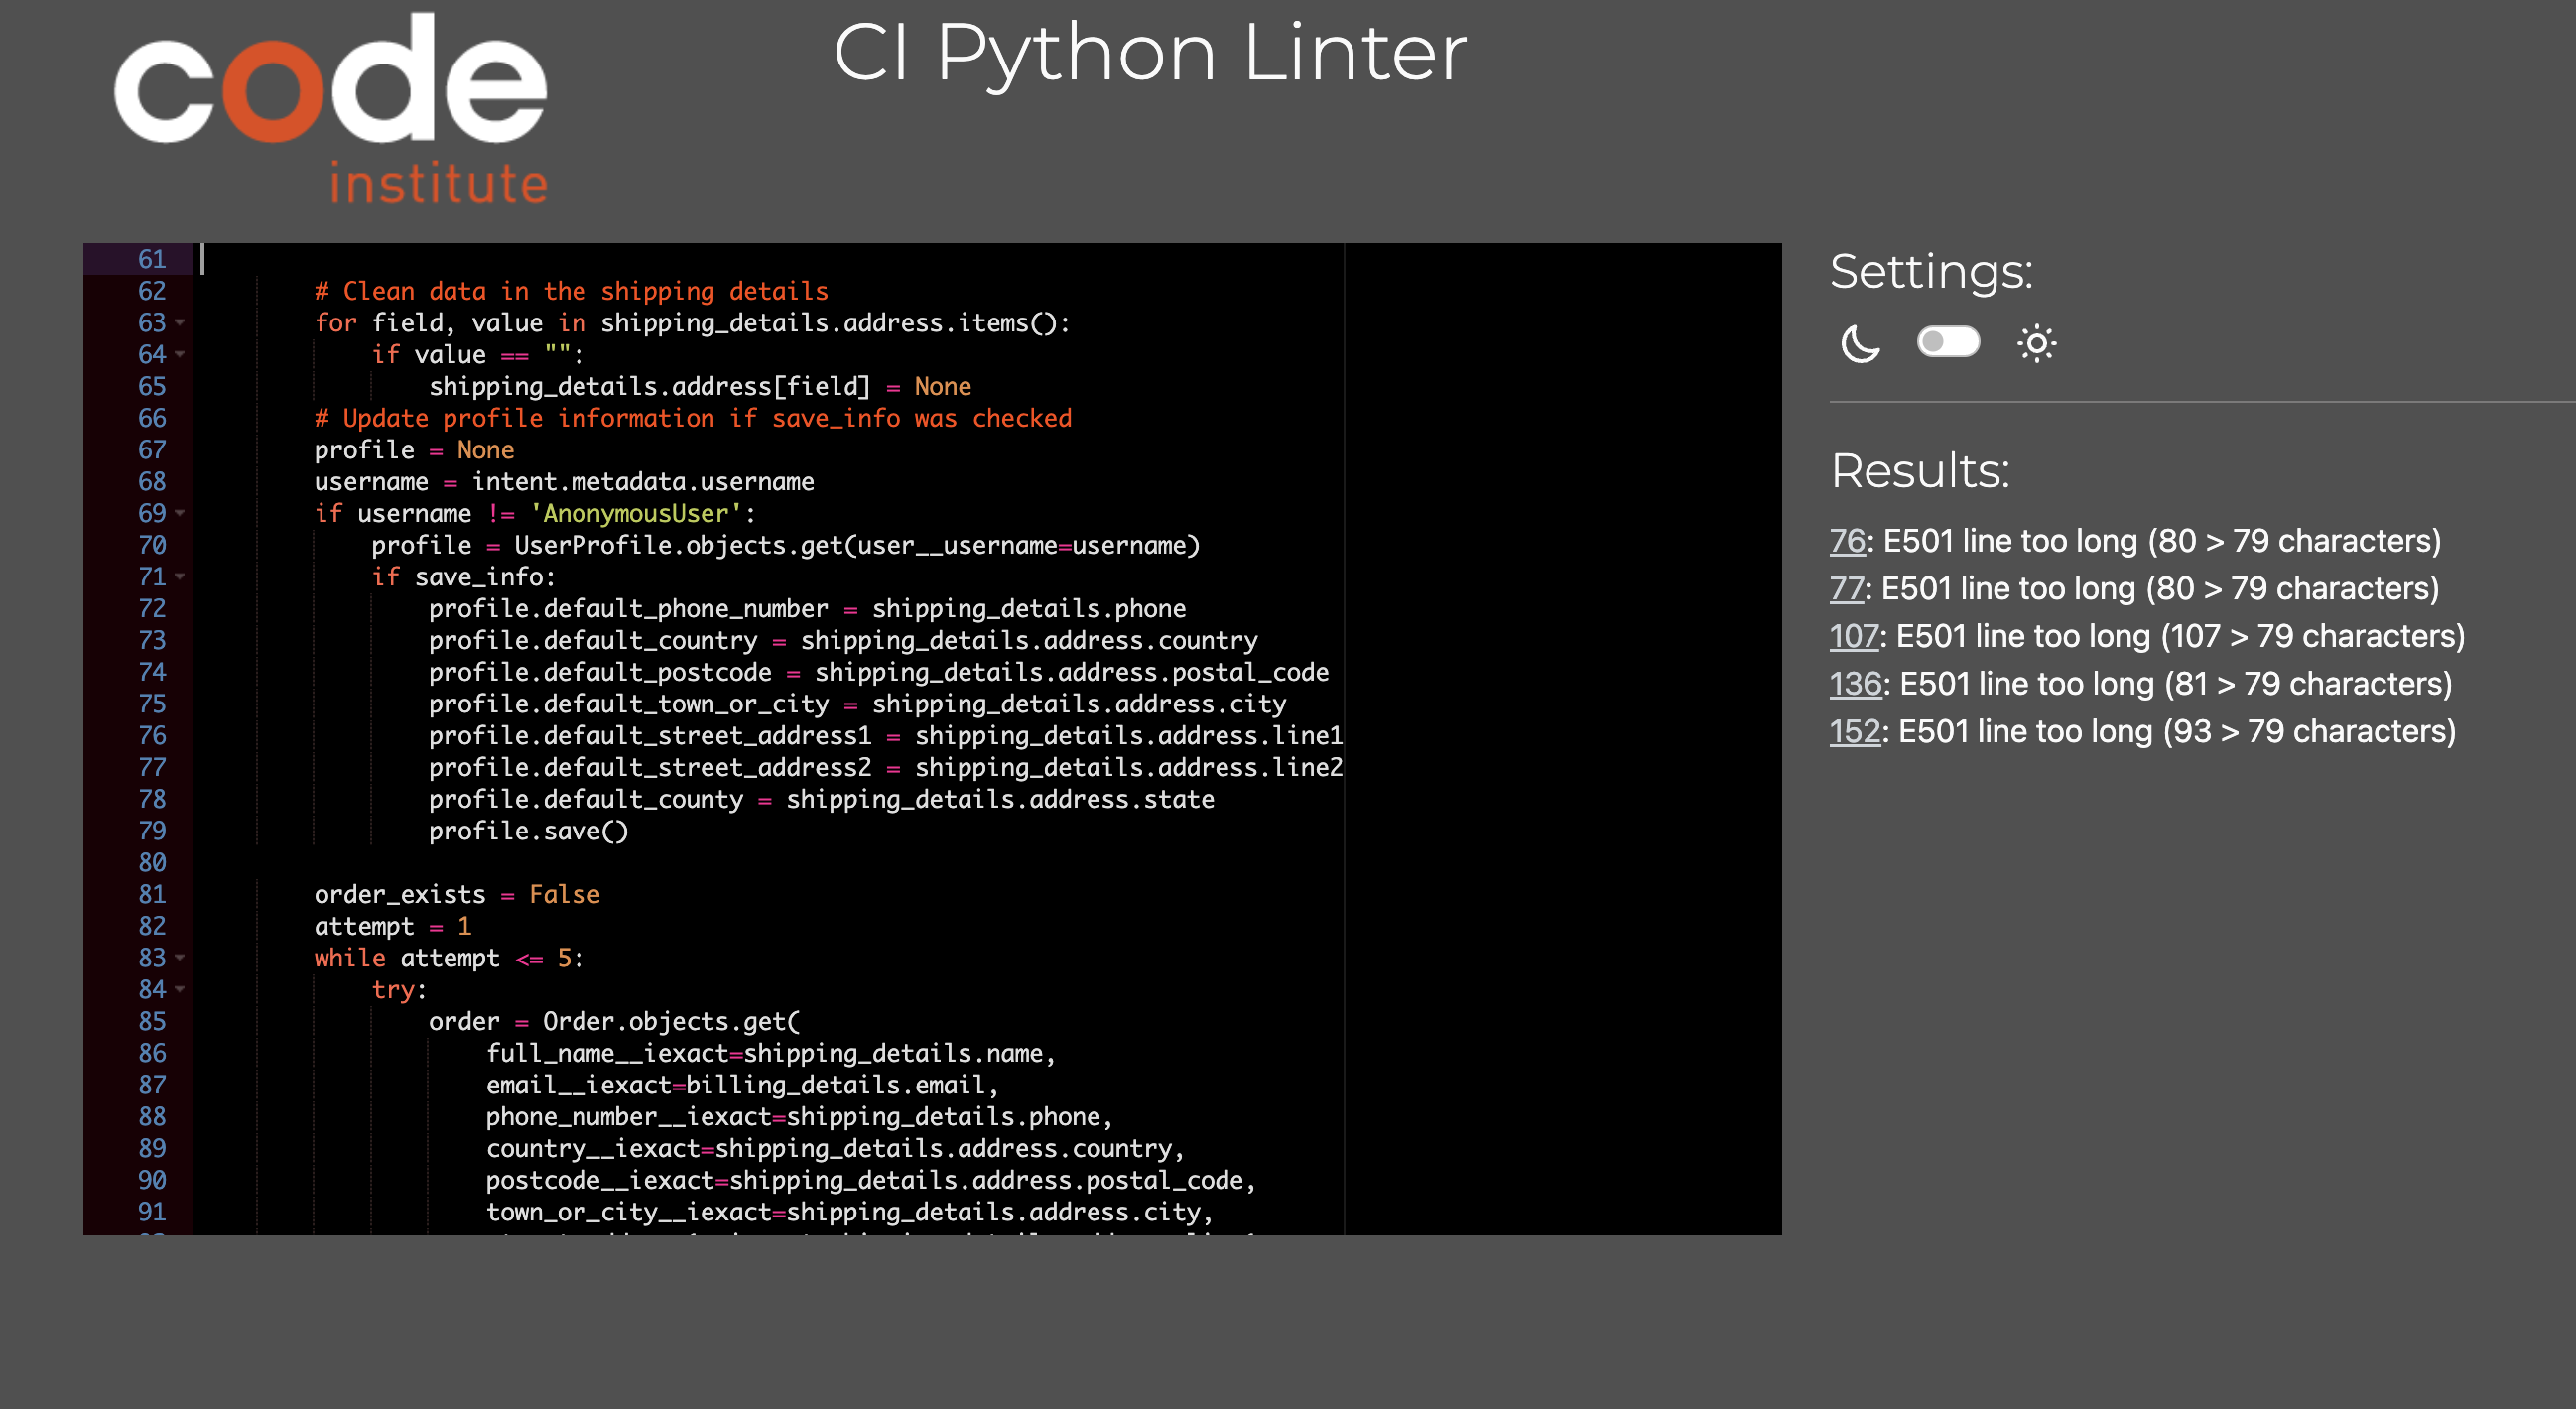 code
institute
CI Python Linter
61
62 # Clean data in the shipping details
63 for field, value in shipping_details.address.items():
64 if value == "":
65 shipping_details.address[field] = None
66 # Update profile information if save_info was checked
67 profile = None
68 username = intent.metadata.username
69 if username != 'AnonymousUser':
70 profile = UserProfile.objects.get(user__username=username)
71 if save_info:
72 profile.default_phone_number = shipping_details.phone
73 profile.default_country = shipping_details.address.country
74 profile.default_postcode = shipping_details.address.postal_code
75 profile.default_town_or_city = shipping_details.address.city
76 profile.default_street_address1 = shipping_details.address.line1
77 profile.default_street_address2 = shipping_details.address.line2
78 profile.default_county = shipping_details.address.state
79 profile.save()
80
81 order_exists = False
82 attempt = 1
83 while attempt <= 5:
84 try:
85 order = Order.objects.get(
86 full_name__iexact=shipping_details.name,
87 email__iexact=billing_details.email,
88 phone_number__iexact=shipping_details.phone,
89 country__iexact=shipping_details.address.country,
90 postcode__iexact=shipping_details.address.postal_code,
91 town_or_city__iexact=shipping_details.address.city,
Settings:
Results:
76: E501 line too long (80 > 79 characters)
77: E501 line too long (80 > 79 characters)
107: E501 line too long (107 > 79 characters)
136: E501 line too long (81 > 79 characters)
152: E501 line too long (93 > 79 characters)